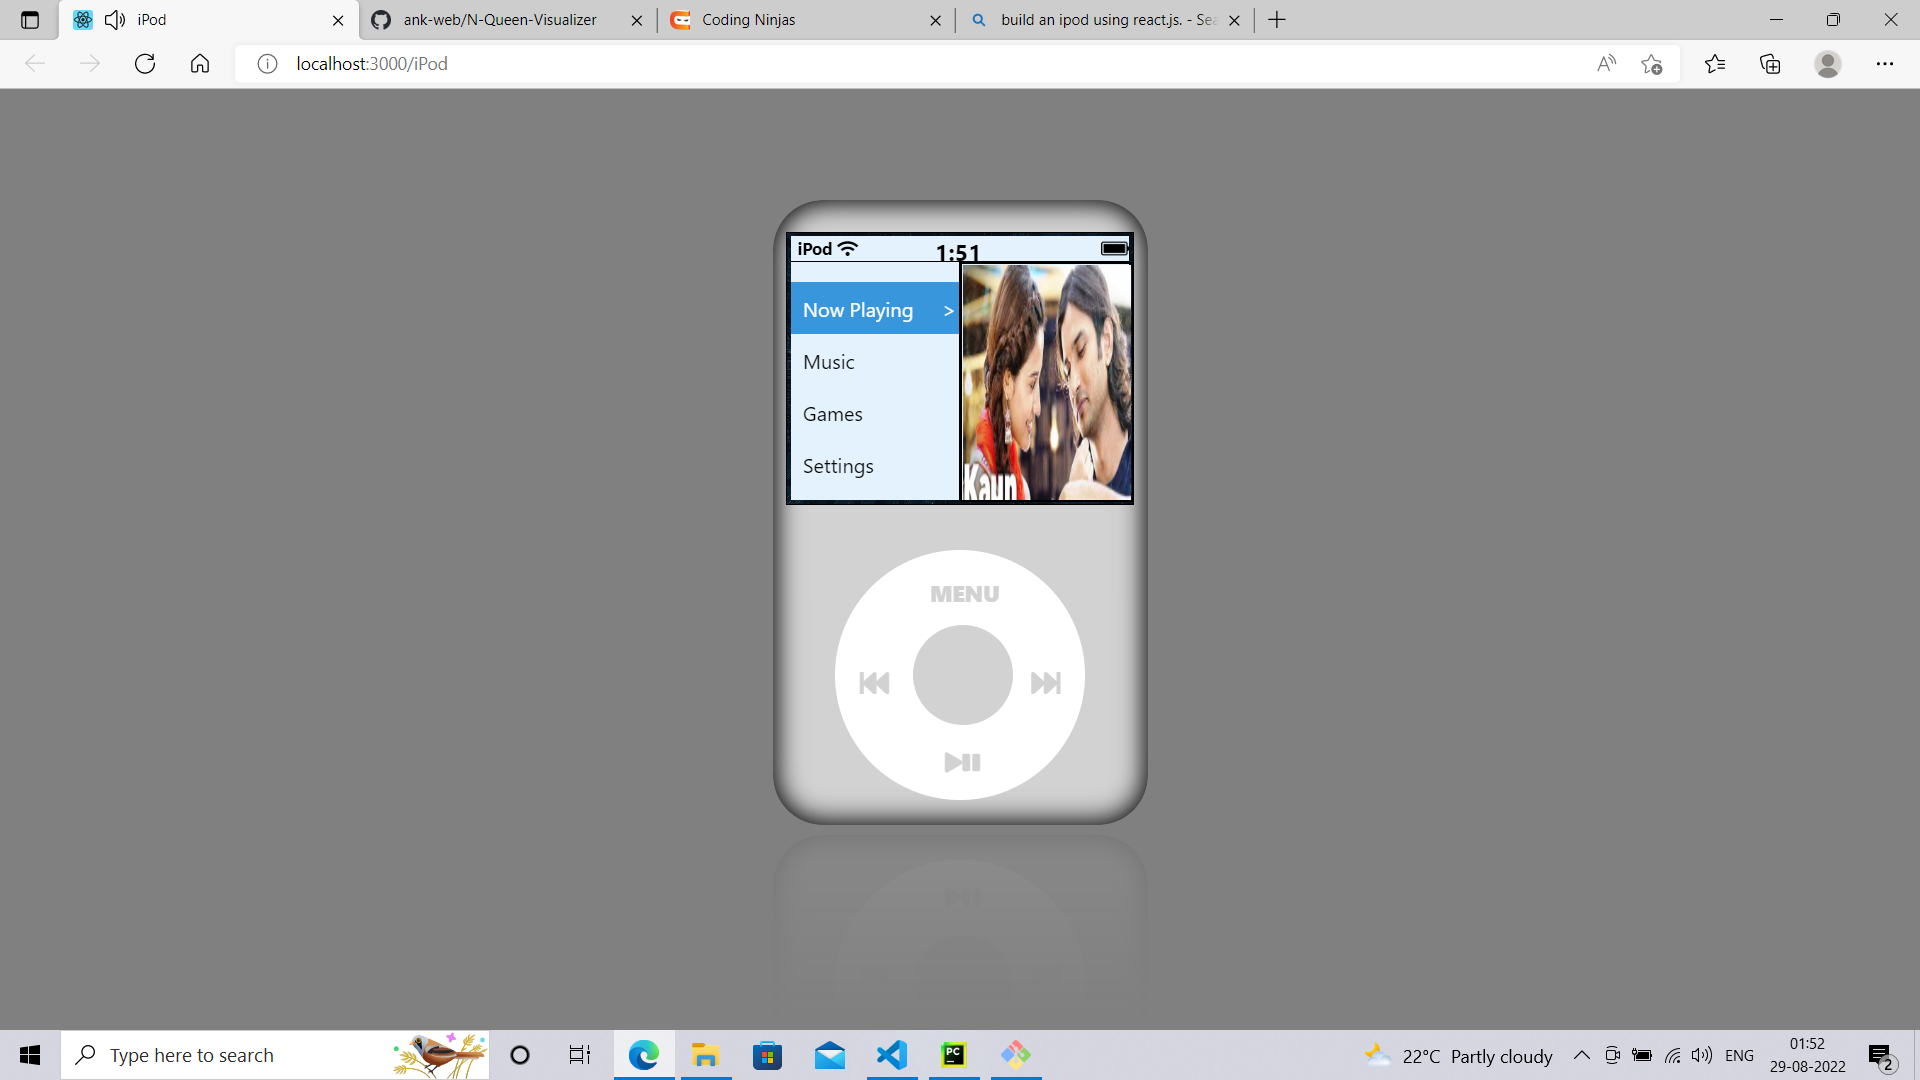 iPod
ank-web/N-Queen-Visualizer
Coding Ninjas
build an ipod using react.js. - Sea
localhost:3000/iPod
iPod
1:51
Now Playing >
Music
Games
Settings
Kaun
MENU
Type here to search
PC
22°C Partly cloudy
ENG
01:52
29-08-2022
2